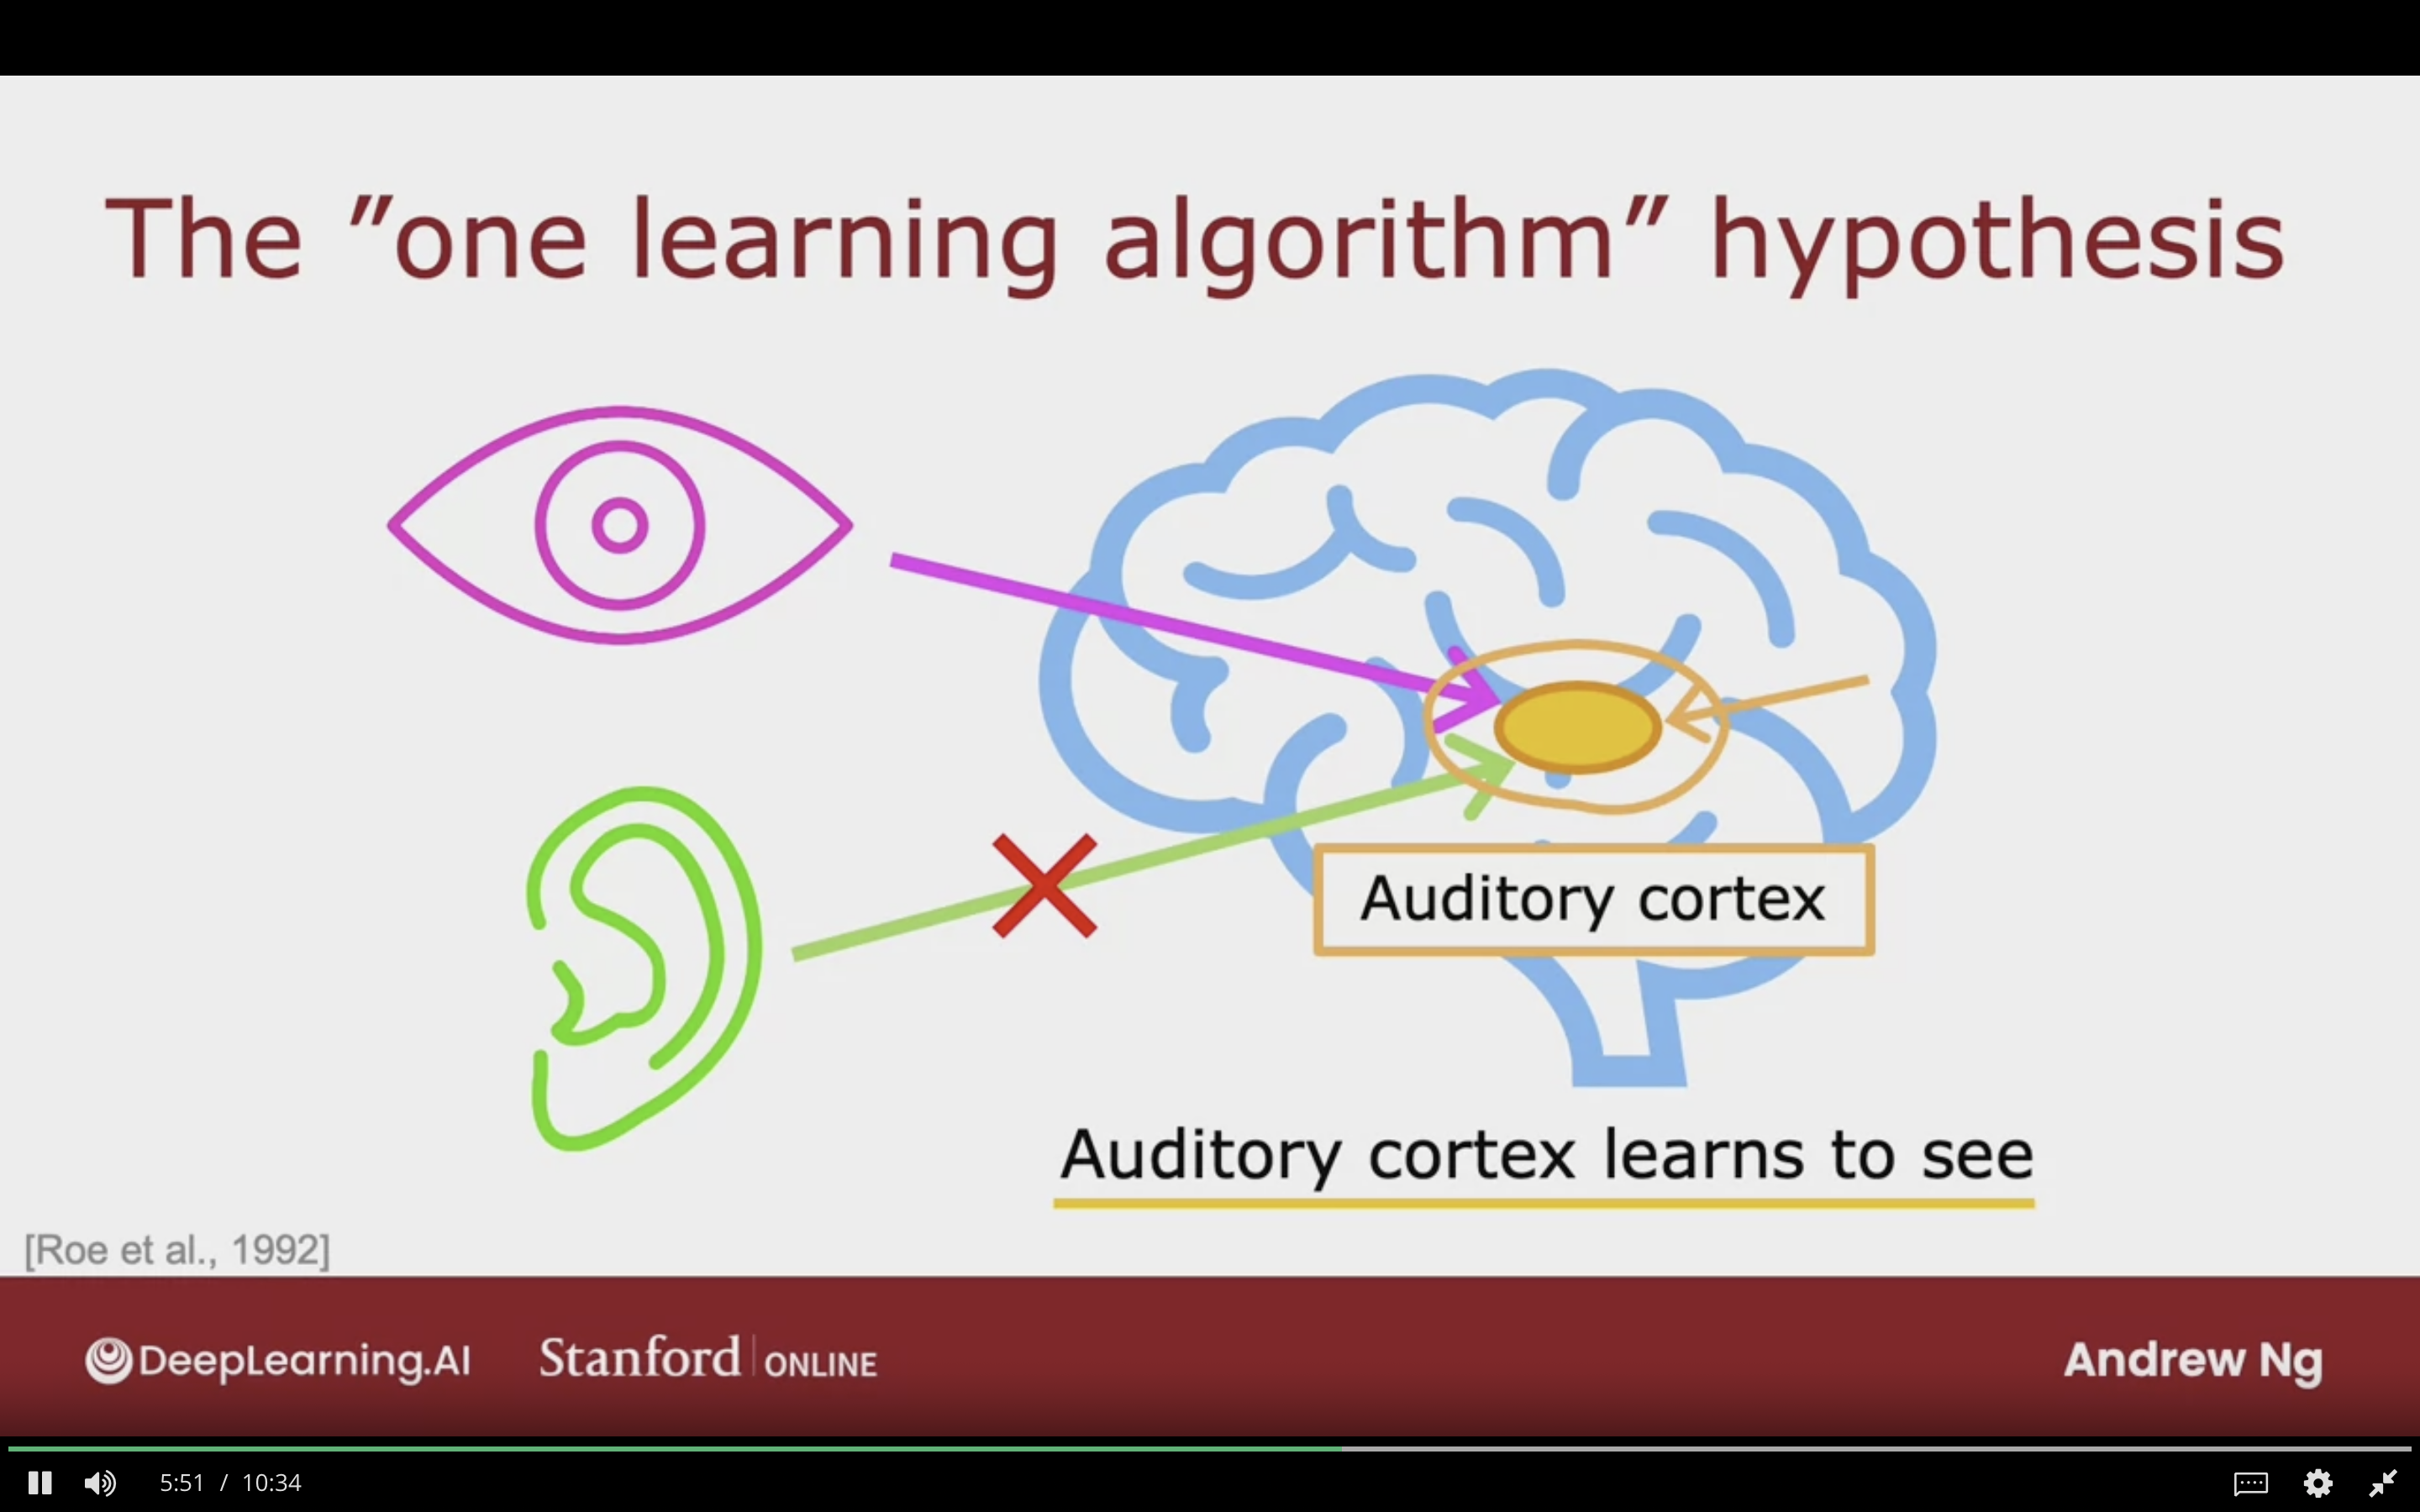 The "one learning algorithm" hypothesis
Auditory cortex
Auditory cortex learns to see
[Roe et al., 1992]
DeepLearning.AI
Stanford | ONLINE
Andrew Ng
5:51 / 10:34